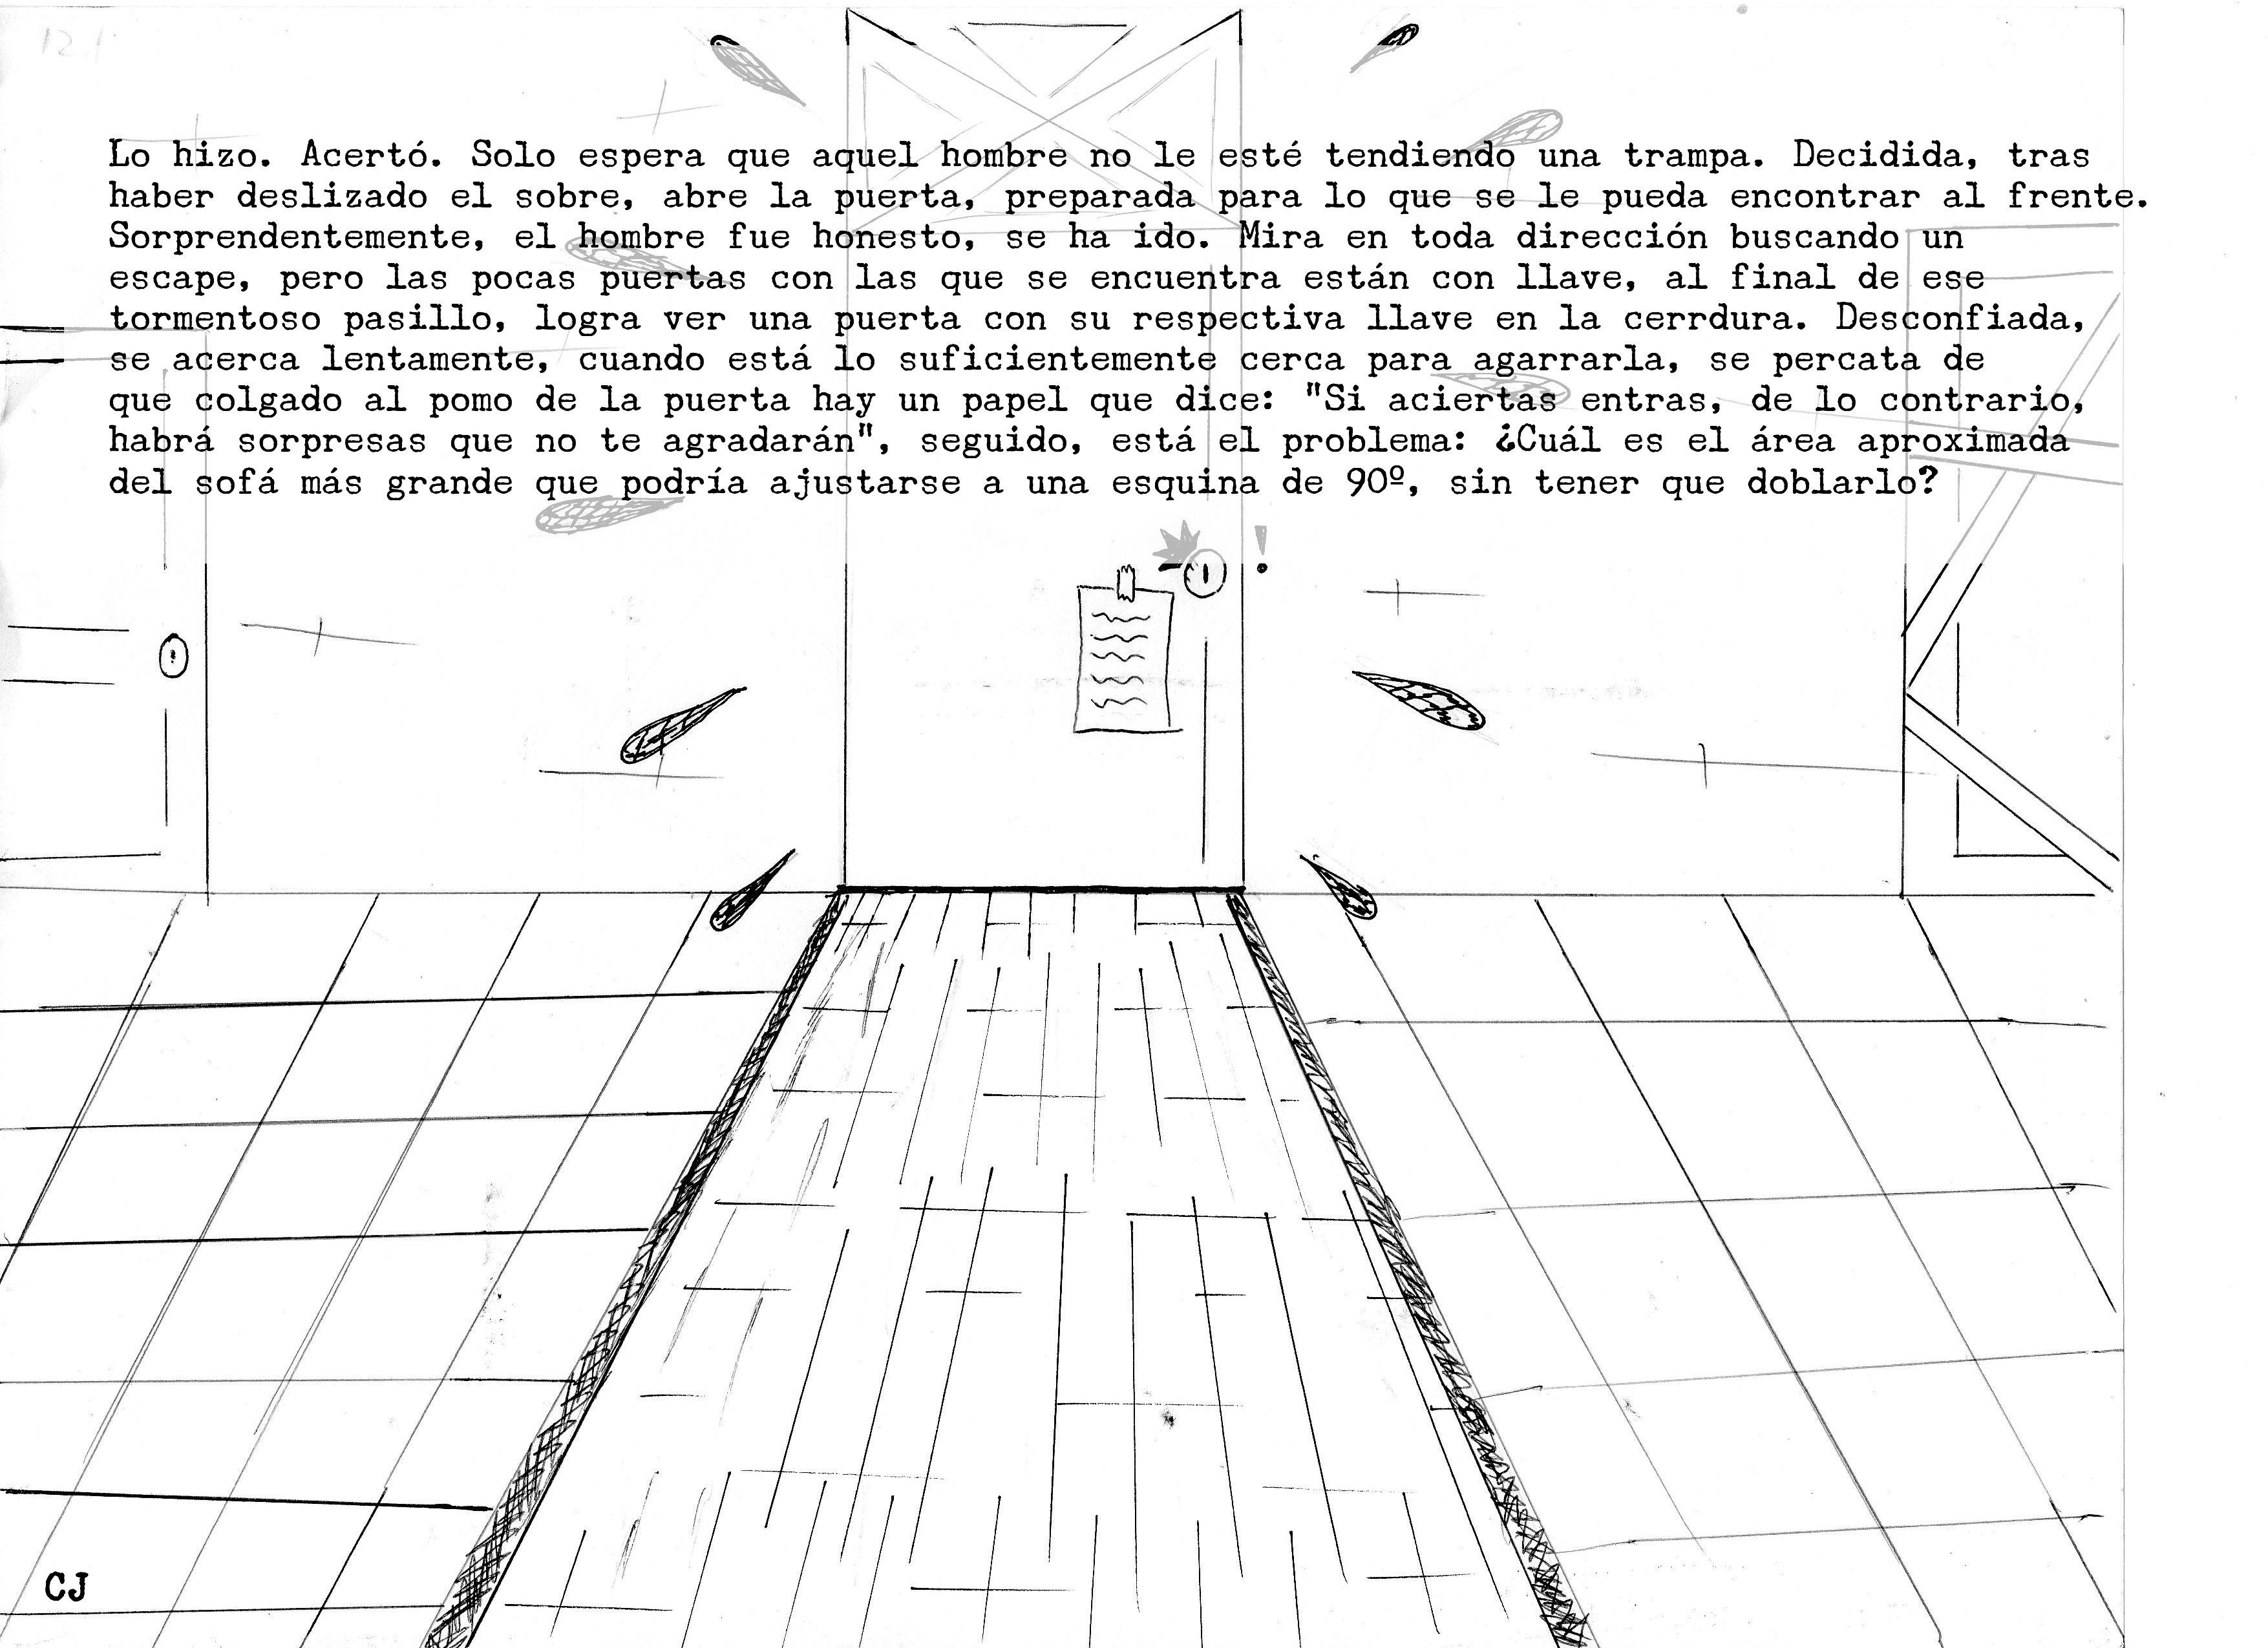 Lo hizo. Acertó. Solo espera que aquel hombre no le esté tendiendo una trampa. Decidida, tras
haber deslizado el sobre, abre la puerta, preparada para lo que se le pueda encontrar al frente.
Sorprendentemente, el hombre fue honesto, se ha ido. Mira en toda dirección buscando un
escape, pero las pocas puertas con las que se encuentra están con llave, al final de ese
tormentoso pasillo, logra ver una puerta con su respectiva llave en la cerrdura. Desconfiada,
se acerca lentamente, cuando está lo suficientemente cerca para agarrarla, se percata de
que colgado al pomo de la puerta hay un papel que dice: "Si aciertas entras, de lo contrario,
habrá sorpresas que no te agradarán", seguido, está el problema: ¿Cuál es el área aproximada
del sofá más grande que podría ajustarse a una esquina de 90º, sin tener que doblarlo?
!
CJ